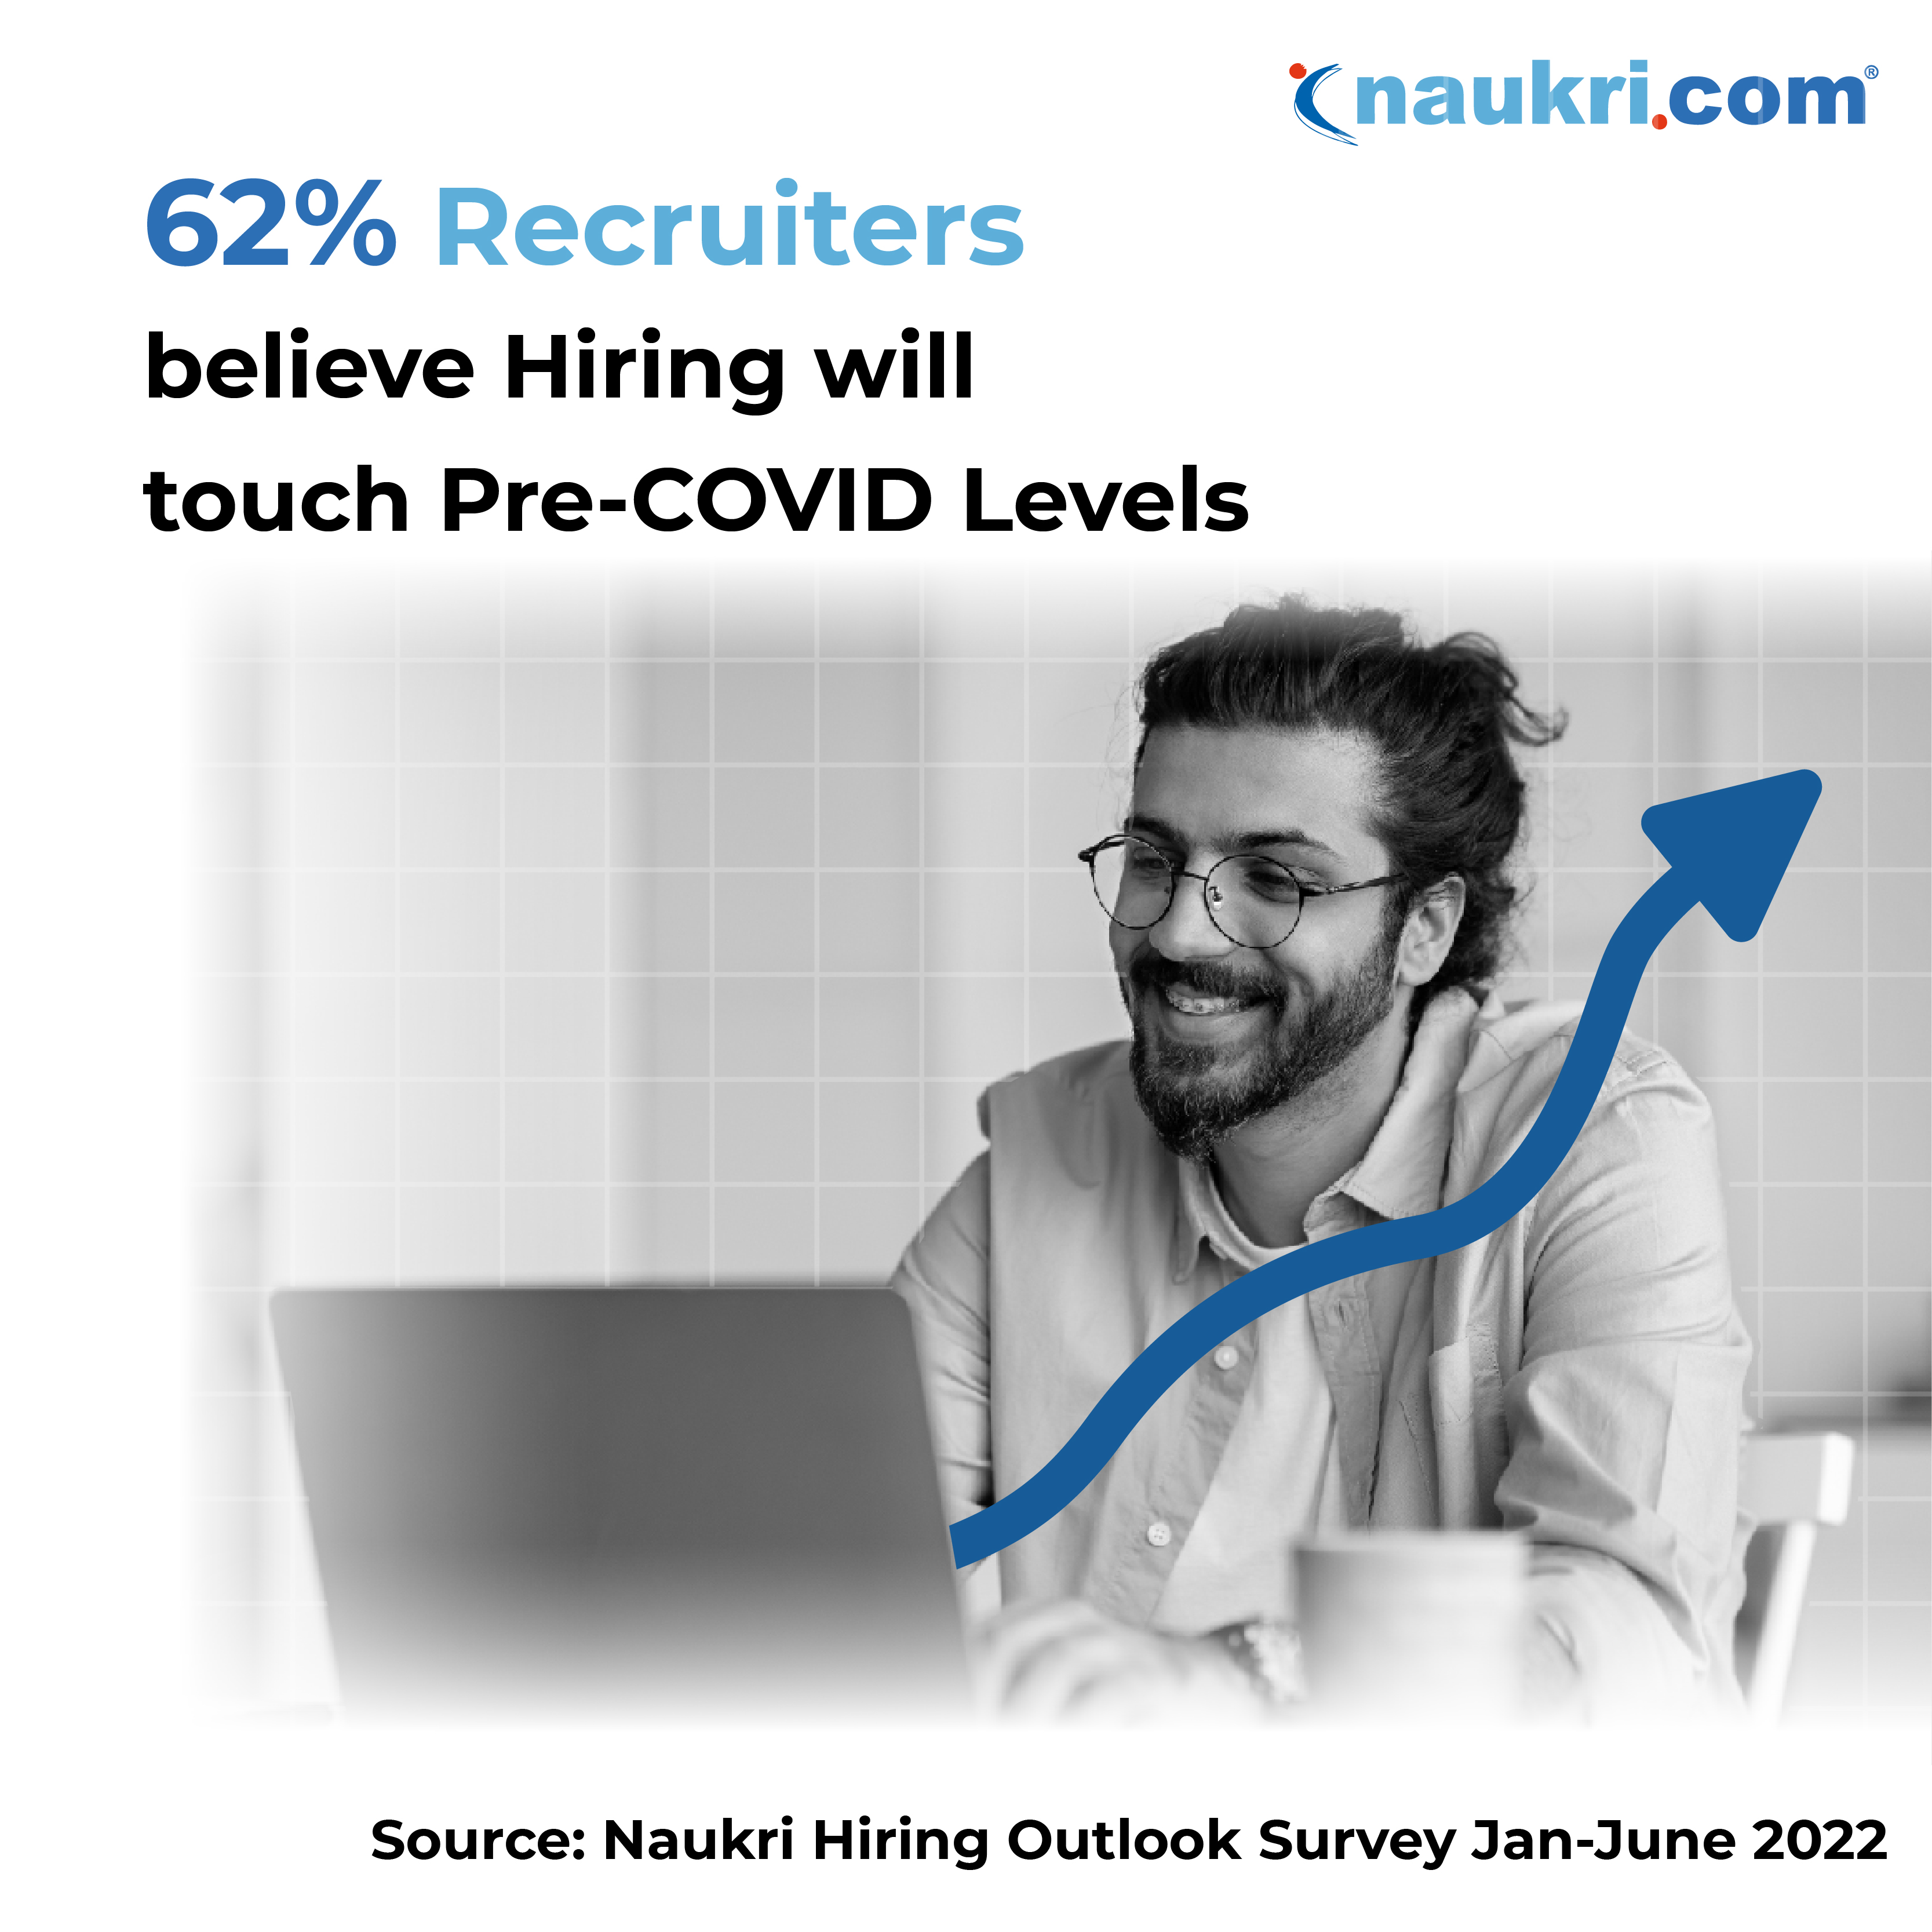 naukri.com®
62% Recruiters
believe Hiring will
touch Pre-COVID Levels
Source: Naukri Hiring Outlook Survey Jan-June 2022